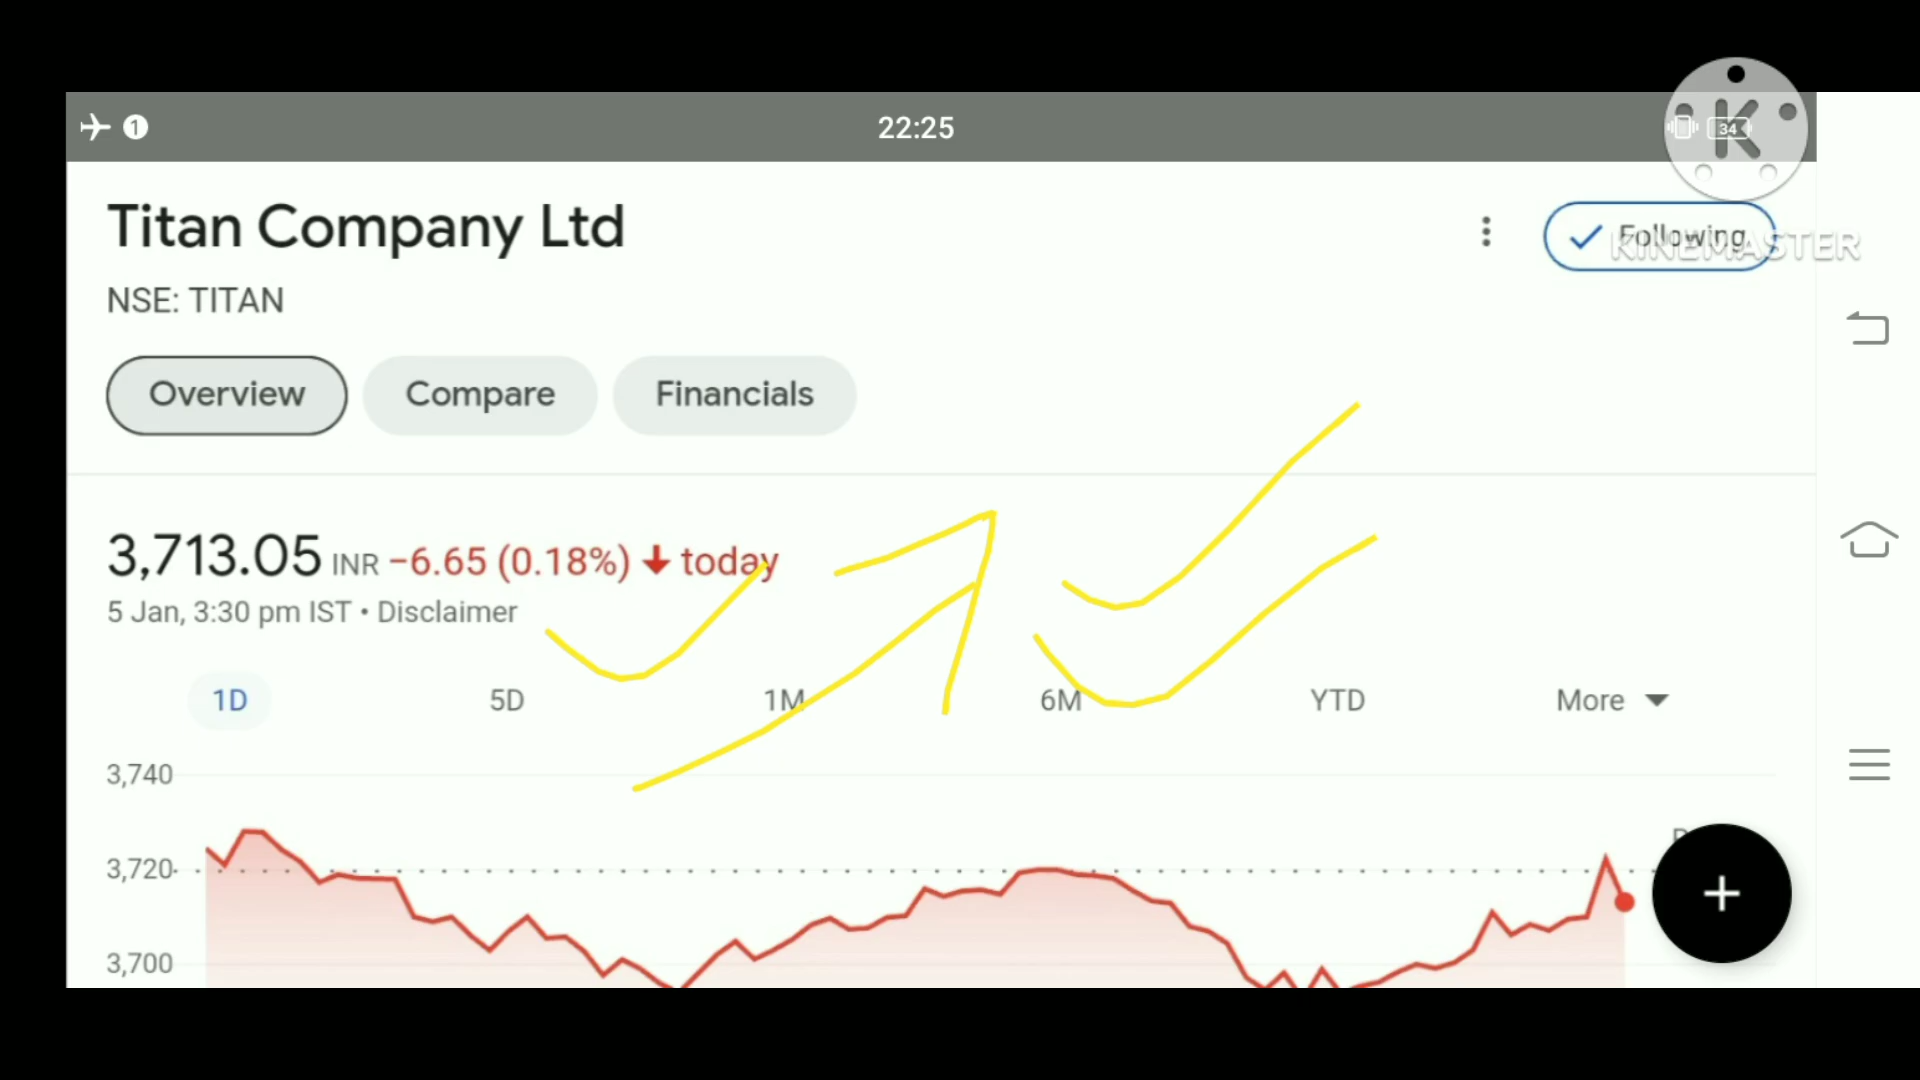 1 22:25 34
K
KINEMASTER
Titan Company Ltd
Following
NSE: TITAN
Overview Compare Financials
3,713.05 INR −6.65 (0.18%) ↓ today
5 Jan, 3:30 pm IST • Disclaimer
1D 5D 1M 6M YTD More
3,740
3,720
3,700
+